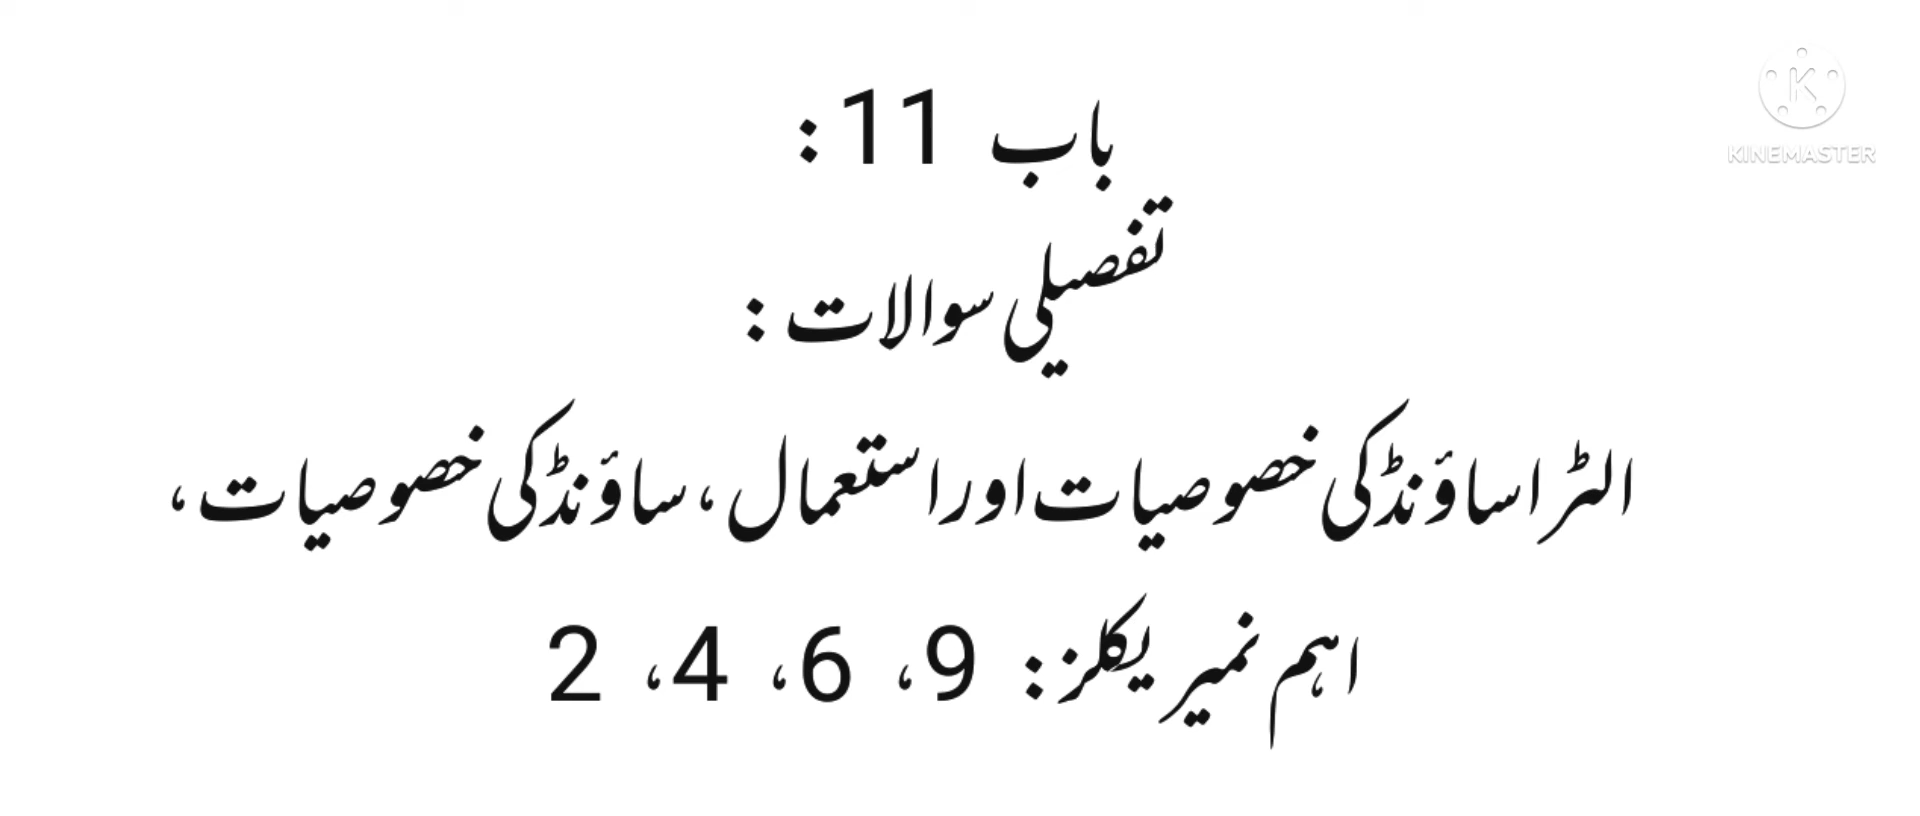 باب 11:
KINEMASTER
تفصیلی سوالات :
الٹراساؤنڈ کی خصوصیات اور استعمال ، ساؤنڈ کی خصوصیات ،
اہم نمیریکلز: 9، 6، 4، 2